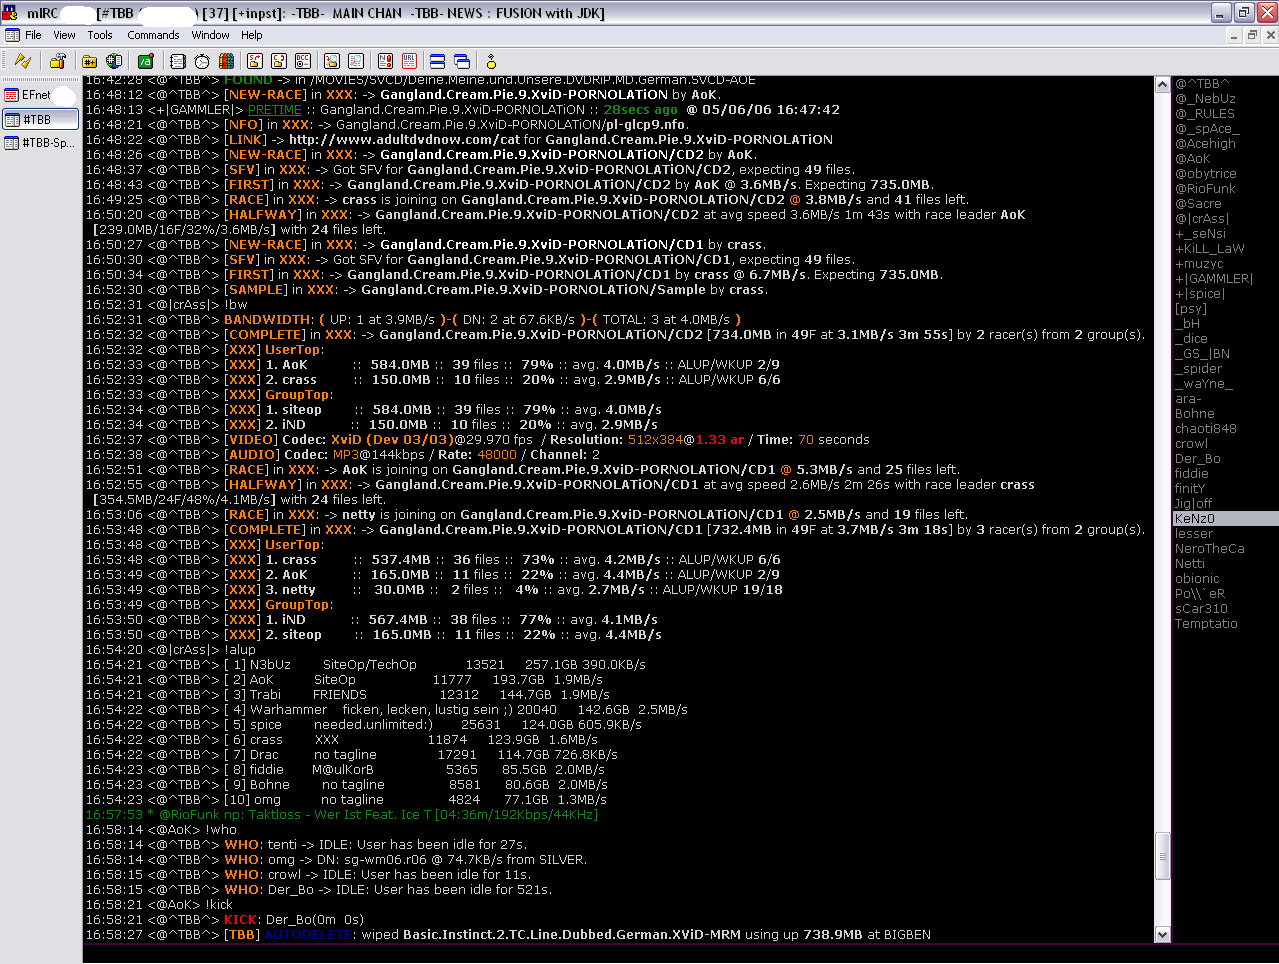 mIRC [#TBB ) [37] [+inpst]: -TBB- MAIN CHAN -TBB- NEWS : FUSION with JDK]
File View Tools Commands Window Help
EFnet
#TBB
#TBB-Sp...
16:42:28 <@^TBB^> FOUND -> in /MOVIES/SVCD/Deine.Meine.und.Unsere.DVDRiP.MD.German.SVCD-AOE
16:48:12 <@^TBB^> [NEW-RACE] in XXX: -> Gangland.Cream.Pie.9.XviD-PORNOLATiON by AoK.
16:48:13 <+|GAMMLER|> PRETIME :: Gangland.Cream.Pie.9.XviD-PORNOLATiON :: 28secs ago @ 05/06/06 16:47:42
16:48:21 <@^TBB^> [NFO] in XXX: -> Gangland.Cream.Pie.9.XviD-PORNOLATiON/pl-glcp9.nfo.
16:48:22 <@^TBB^> [LINK] -> http://www.adultdvdnow.com/cat for Gangland.Cream.Pie.9.XviD-PORNOLATiON
16:48:26 <@^TBB^> [NEW-RACE] in XXX: -> Gangland.Cream.Pie.9.XviD-PORNOLATiON/CD2 by AoK.
16:48:37 <@^TBB^> [SFV] in XXX: -> Got SFV for Gangland.Cream.Pie.9.XviD-PORNOLATiON/CD2, expecting 49 files.
16:48:43 <@^TBB^> [FIRST] in XXX: -> Gangland.Cream.Pie.9.XviD-PORNOLATiON/CD2 by AoK @ 3.6MB/s. Expecting 735.0MB.
16:49:25 <@^TBB^> [RACE] in XXX: -> crass is joining on Gangland.Cream.Pie.9.XviD-PORNOLATiON/CD2 @ 3.8MB/s and 41 files left.
16:50:20 <@^TBB^> [HALFWAY] in XXX: -> Gangland.Cream.Pie.9.XviD-PORNOLATiON/CD2 at avg speed 3.6MB/s 1m 43s with race leader AoK
[239.0MB/16F/32%/3.6MB/s] with 24 files left.
16:50:27 <@^TBB^> [NEW-RACE] in XXX: -> Gangland.Cream.Pie.9.XviD-PORNOLATiON/CD1 by crass.
16:50:30 <@^TBB^> [SFV] in XXX: -> Got SFV for Gangland.Cream.Pie.9.XviD-PORNOLATiON/CD1, expecting 49 files.
16:50:34 <@^TBB^> [FIRST] in XXX: -> Gangland.Cream.Pie.9.XviD-PORNOLATiON/CD1 by crass @ 6.7MB/s. Expecting 735.0MB.
16:52:30 <@^TBB^> [SAMPLE] in XXX: -> Gangland.Cream.Pie.9.XviD-PORNOLATiON/Sample by crass.
16:52:31 <@|crAss|> !bw
16:52:31 <@^TBB^> BANDWIDTH: ( UP: 1 at 3.9MB/s )-( DN: 2 at 67.6KB/s )-( TOTAL: 3 at 4.0MB/s )
16:52:32 <@^TBB^> [COMPLETE] in XXX: -> Gangland.Cream.Pie.9.XviD-PORNOLATiON/CD2 [734.0MB in 49F at 3.1MB/s 3m 55s] by 2 racer(s) from 2 group(s).
16:52:32 <@^TBB^> [XXX] UserTop:
16:52:33 <@^TBB^> [XXX] 1. AoK :: 584.0MB :: 39 files :: 79% :: avg. 4.0MB/s :: ALUP/WKUP 2/9
16:52:33 <@^TBB^> [XXX] 2. crass :: 150.0MB :: 10 files :: 20% :: avg. 2.9MB/s :: ALUP/WKUP 6/6
16:52:33 <@^TBB^> [XXX] GroupTop:
16:52:34 <@^TBB^> [XXX] 1. siteop :: 584.0MB :: 39 files :: 79% :: avg. 4.0MB/s
16:52:34 <@^TBB^> [XXX] 2. iND :: 150.0MB :: 10 files :: 20% :: avg. 2.9MB/s
16:52:37 <@^TBB^> [VIDEO] Codec: XviD (Dev 03/03)@29.970 fps / Resolution: 512x384@1.33 ar / Time: 70 seconds
16:52:38 <@^TBB^> [AUDIO] Codec: MP3@144kbps / Rate: 48000 / Channel: 2
16:52:51 <@^TBB^> [RACE] in XXX: -> AoK is joining on Gangland.Cream.Pie.9.XviD-PORNOLATiON/CD1 @ 5.3MB/s and 25 files left.
16:52:55 <@^TBB^> [HALFWAY] in XXX: -> Gangland.Cream.Pie.9.XviD-PORNOLATiON/CD1 at avg speed 2.6MB/s 2m 26s with race leader crass
[354.5MB/24F/48%/4.1MB/s] with 24 files left.
16:53:06 <@^TBB^> [RACE] in XXX: -> netty is joining on Gangland.Cream.Pie.9.XviD-PORNOLATiON/CD1 @ 2.5MB/s and 19 files left.
16:53:48 <@^TBB^> [COMPLETE] in XXX: -> Gangland.Cream.Pie.9.XviD-PORNOLATiON/CD1 [732.4MB in 49F at 3.7MB/s 3m 18s] by 3 racer(s) from 2 group(s).
16:53:48 <@^TBB^> [XXX] UserTop:
16:53:48 <@^TBB^> [XXX] 1. crass :: 537.4MB :: 36 files :: 73% :: avg. 4.2MB/s :: ALUP/WKUP 6/6
16:53:49 <@^TBB^> [XXX] 2. AoK :: 165.0MB :: 11 files :: 22% :: avg. 4.4MB/s :: ALUP/WKUP 2/9
16:53:49 <@^TBB^> [XXX] 3. netty :: 30.0MB :: 2 files :: 4% :: avg. 2.7MB/s :: ALUP/WKUP 19/18
16:53:49 <@^TBB^> [XXX] GroupTop:
16:53:50 <@^TBB^> [XXX] 1. iND :: 567.4MB :: 38 files :: 77% :: avg. 4.1MB/s
16:53:50 <@^TBB^> [XXX] 2. siteop :: 165.0MB :: 11 files :: 22% :: avg. 4.4MB/s
16:54:20 <@|crAss|> !alup
16:54:21 <@^TBB^> [ 1] N3bUz SiteOp/TechOp 13521 257.1GB 390.0KB/s
16:54:21 <@^TBB^> [ 2] AoK SiteOp 11777 193.7GB 1.9MB/s
16:54:21 <@^TBB^> [ 3] Trabi FRIENDS 12312 144.7GB 1.9MB/s
16:54:21 <@^TBB^> [ 4] Warhammer ficken, lecken, lustig sein ;) 20040 142.6GB 2.5MB/s
16:54:22 <@^TBB^> [ 5] spice needed.unlimited:) 25631 124.0GB 605.9KB/s
16:54:22 <@^TBB^> [ 6] crass XXX 11874 123.9GB 1.6MB/s
16:54:22 <@^TBB^> [ 7] Drac no tagline 17291 114.7GB 726.8KB/s
16:54:23 <@^TBB^> [ 8] fiddie M@ulKorB 5365 85.5GB 2.0MB/s
16:54:23 <@^TBB^> [ 9] Bohne no tagline 8581 80.6GB 2.0MB/s
16:54:23 <@^TBB^> [10] omg no tagline 4824 77.1GB 1.3MB/s
16:57:53 * @RioFunk np: Taktloss - Wer Ist Feat. Ice T [04:36m/192Kbps/44KHz]
16:58:14 <@AoK> !who
16:58:14 <@^TBB^> WHO: tenti -> IDLE: User has been idle for 27s.
16:58:14 <@^TBB^> WHO: omg -> DN: sg-wm06.r06 @ 74.7KB/s from SILVER.
16:58:15 <@^TBB^> WHO: crowl -> IDLE: User has been idle for 11s.
16:58:15 <@^TBB^> WHO: Der_Bo -> IDLE: User has been idle for 521s.
16:58:21 <@AoK> !kick
16:58:21 <@^TBB^> KICK: Der_Bo(0m 0s)
16:58:27 <@^TBB^> [TBB] AUTODELETE: wiped Basic.Instinct.2.TC.Line.Dubbed.German.XViD-MRM using up 738.9MB at BIGBEN
@^TBB^
@_NebUz
@_RULES
@_spAce_
@Acehigh
@AoK
@obytrice
@RioFunk
@Sacre
@|crAss|
+_seNsi
+KiLL_LaW
+muzyc
+|GAMMLER|
+|spice|
[psy]
_bH
_dice
_GS_|BN
_spider
_waYne_
ara-
Bohne
chaoti848
crowl
Der_Bo
fiddie
finitY
Jig|off
KeNz0
lesser
NeroTheCa
Netti
obionic
Po\\`eR
sCar310
Temptatio